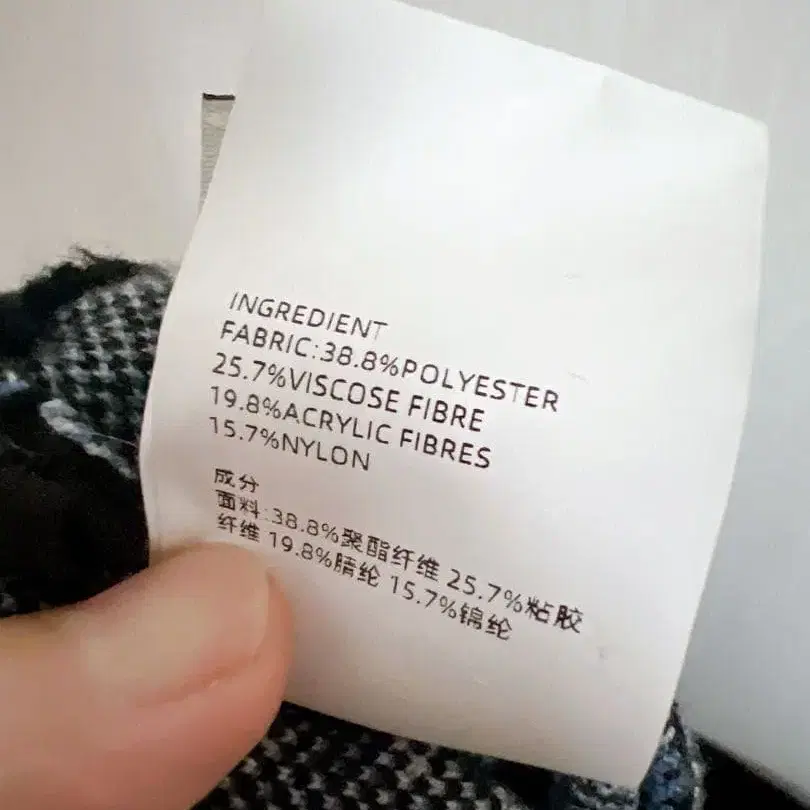 INGREDIENT
FABRIC:38.8%POLYESTER
25.7%VISCOSE FIBRE
19.8%ACRYLIC FIBRES
15.7%NYLON
成分
面料:38.8%聚酯纤维 25.7%粘胶
纤维 19.8%腈纶 15.7%锦纶